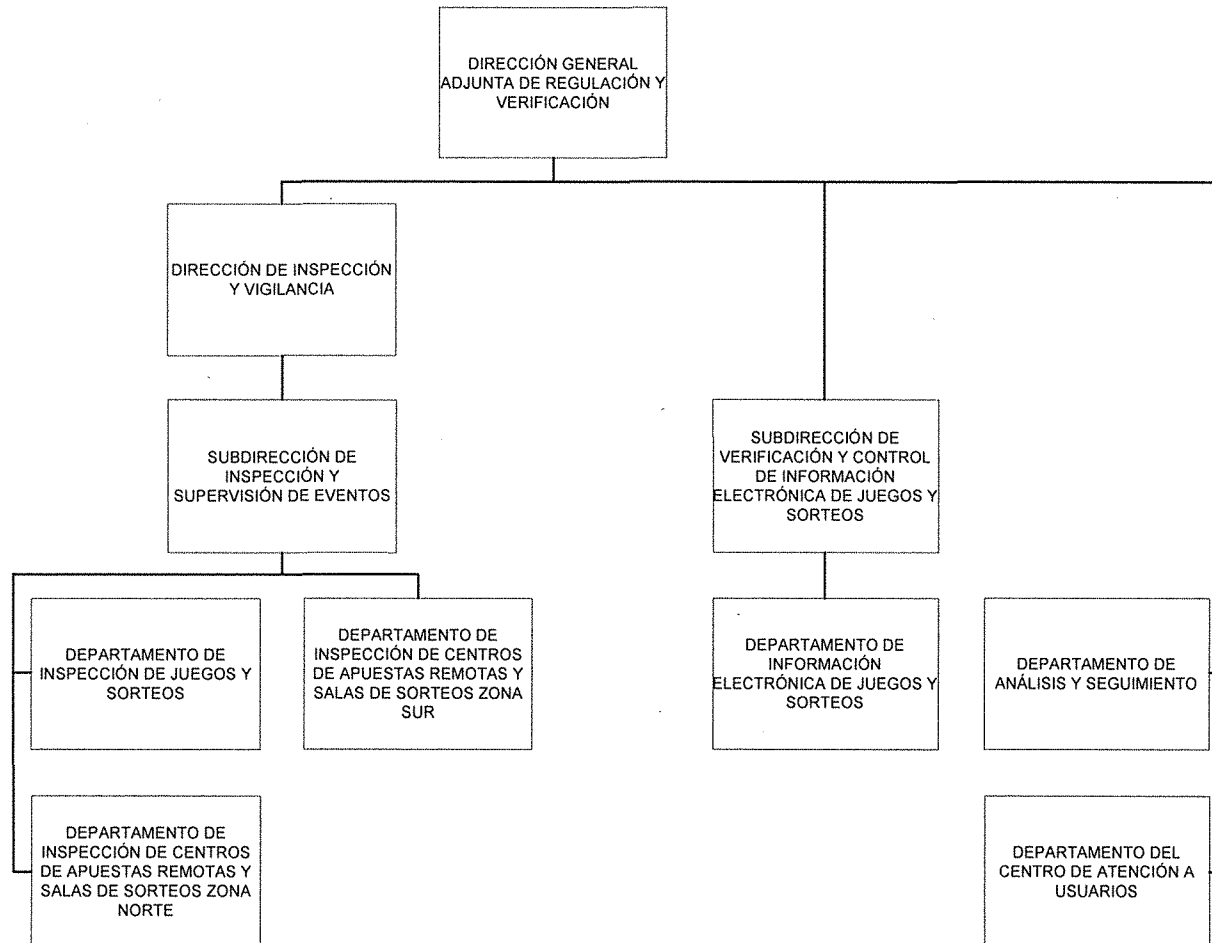 DIRECCIÓN GENERAL
ADJUNTA DE REGULACIÓN Y
VERIFICACIÓN
DIRECCIÓN DE INSPECCIÓN
Y VIGILANCIA
SUBDIRECCIÓN DE
INSPECCIÓN Y
SUPERVISIÓN DE EVENTOS
SUBDIRECCIÓN DE
VERIFICACIÓN Y CONTROL
DE INFORMACIÓN
ELECTRÓNICA DE JUEGOS Y
SORTEOS
DEPARTAMENTO DE
INSPECCIÓN DE JUEGOS Y
SORTEOS
DEPARTAMENTO DE
INSPECCIÓN DE CENTROS
DE APUESTAS REMOTAS Y
SALAS DE SORTEOS ZONA
SUR
DEPARTAMENTO DE
INFORMACIÓN
ELECTRÓNICA DE JUEGOS Y
SORTEOS
DEPARTAMENTO DE
ANÁLISIS Y SEGUIMIENTO
DEPARTAMENTO DE
INSPECCIÓN DE CENTROS
DE APUESTAS REMOTAS Y
SALAS DE SORTEOS ZONA
NORTE
DEPARTAMENTO DEL
CENTRO DE ATENCIÓN A
USUARIOS